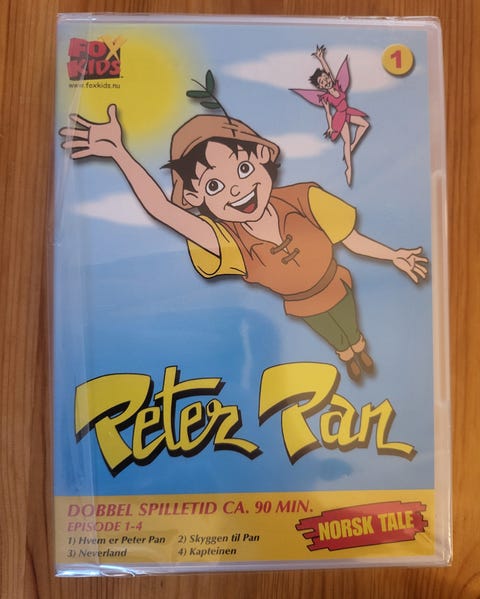 FOX
KIDS
www.foxkids.nu
1
Peter Pan
DOBBEL SPILLETID CA. 90 MIN.
EPISODE 1-4
1) Hvem er Peter Pan 2) Skyggen til Pan
3) Neverland 4) Kapteinen
NORSK TALE